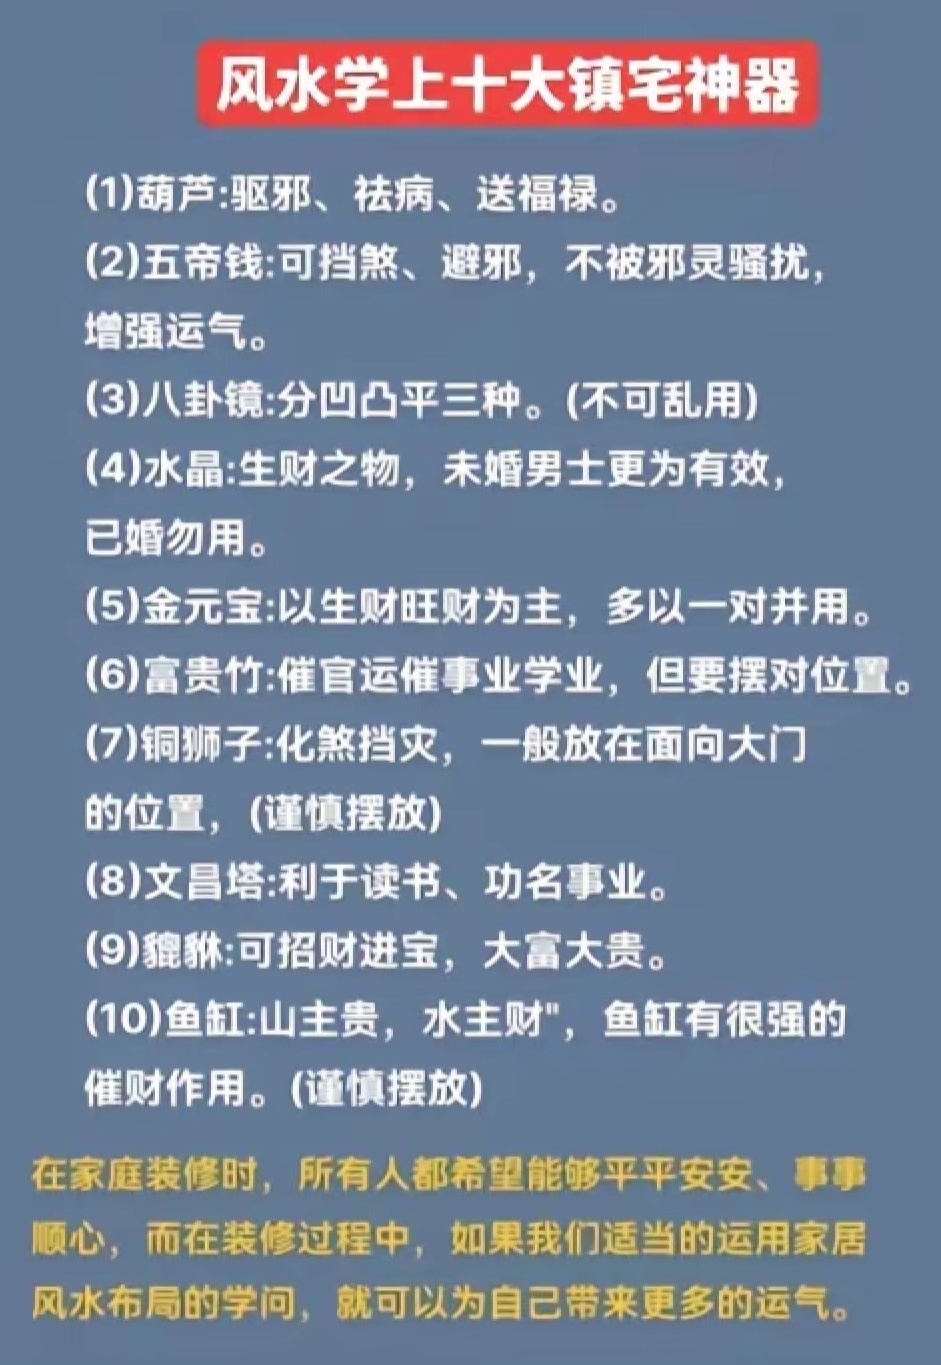 风水学上十大镇宅神器
(1)葫芦:驱邪、祛病、送福禄。
(2)五帝钱:可挡煞、避邪，不被邪灵骚扰，
增强运气。
(3)八卦镜:分凹凸平三种。(不可乱用)
(4)水晶:生财之物，未婚男士更为有效，
已婚勿用。
(5)金元宝:以生财旺财为主，多以一对并用。
(6)富贵竹:催官运催事业学业，但要摆对位置。
(7)铜狮子:化煞挡灾，一般放在面向大门
的位置，(谨慎摆放)
(8)文昌塔:利于读书、功名事业。
(9)貔貅:可招财进宝，大富大贵。
(10)鱼缸:山主贵，水主财"，鱼缸有很强的
催财作用。(谨慎摆放)
在家庭装修时，所有人都希望能够平平安安、事事
顺心，而在装修过程中，如果我们适当的运用家居
风水布局的学问，就可以为自己带来更多的运气。